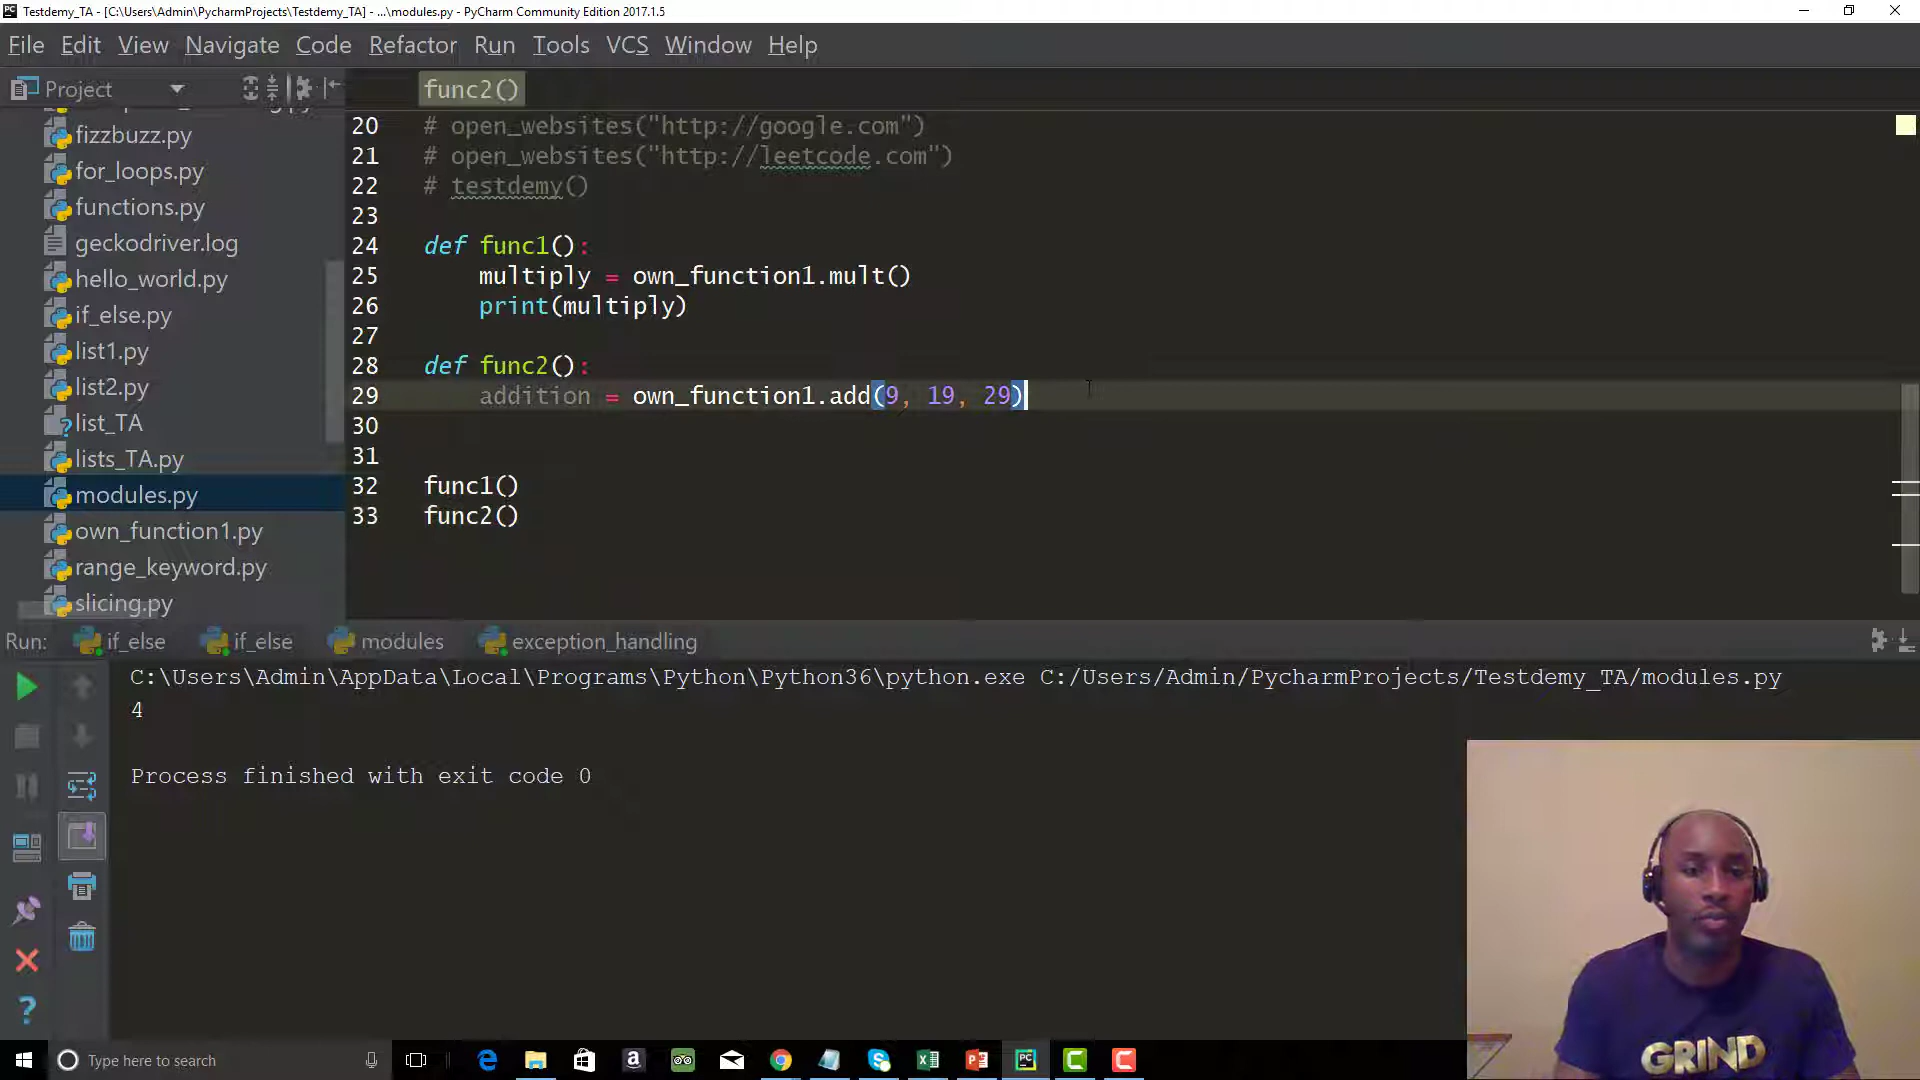 Testdemy_TA - [C:\Users\Admin\PycharmProjects\Testdemy_TA] - ...\modules.py - PyCharm Community Edition 2017.1.5
File Edit View Navigate Code Refactor Run Tools VCS Window Help
Project
func2()
fizzbuzz.py
for_loops.py
functions.py
geckodriver.log
hello_world.py
if_else.py
list1.py
list2.py
list_TA
lists_TA.py
modules.py
own_function1.py
range_keyword.py
slicing.py
20 # open_websites("http://google.com")
21 # open_websites("http://leetcode.com")
22 # testdemy()
23
24 def func1():
25 multiply = own_function1.mult()
26 print(multiply)
27
28 def func2():
29 addition = own_function1.add(9, 19, 29)
30
31
32 func1()
33 func2()
Run: if_else if_else modules exception_handling
C:\Users\Admin\AppData\Local\Programs\Python\Python36\python.exe C:/Users/Admin/PycharmProjects/Testdemy_TA/modules.py
4
Process finished with exit code 0
GRIND
Type here to search